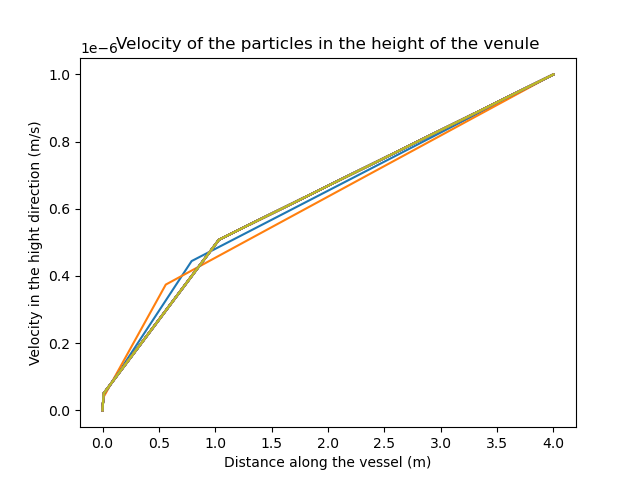 Velocity of the particles in the height of the venule
1e−6
1.0
0.8
0.6
0.4
0.2
0.0
Velocity in the hight direction (m/s)
0.0 0.5 1.0 1.5 2.0 2.5 3.0 3.5 4.0
Distance along the vessel (m)